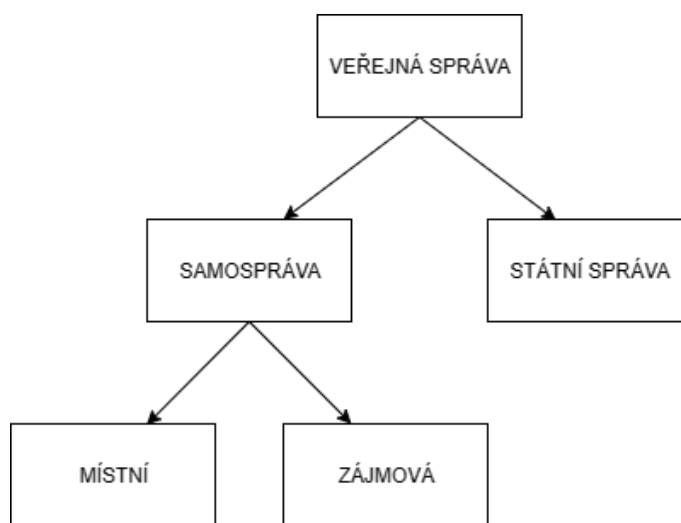 VEŘEJNÁ SPRÁVA
SAMOSPRÁVA
STÁTNÍ SPRÁVA
MÍSTNÍ
ZÁJMOVÁ